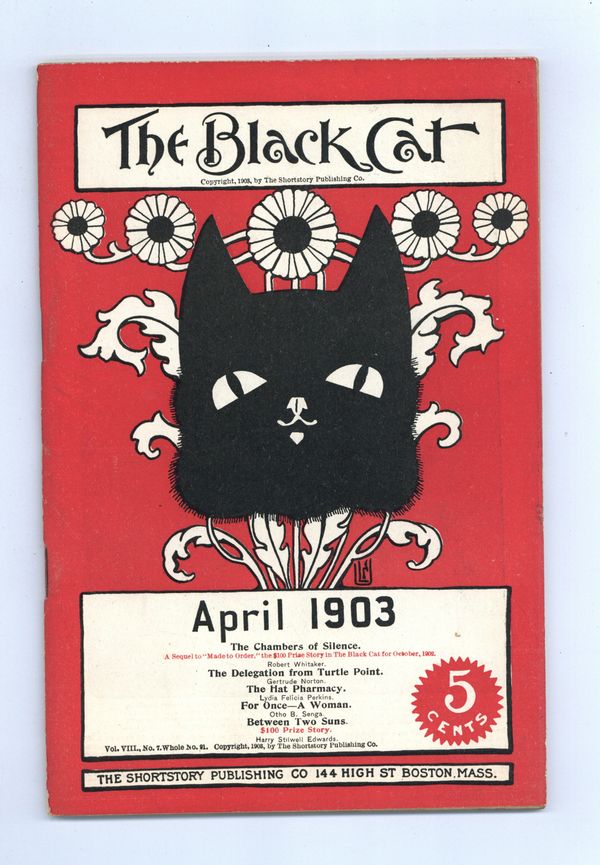 The Black Cat
Copyright, 1903, by The Shortstory Publishing Co.
April 1903
The Chambers of Silence.
A Sequel to "Made to Order," the $100 Prize Story in The Black Cat for October, 1902.
Robert Whitaker.
The Delegation from Turtle Point.
Gertrude Norton.
The Hat Pharmacy.
Lydia Felicia Perkins.
For Once—A Woman.
Otho B. Senga.
Between Two Suns.
$100 Prize Story.
Harry Stilwell Edwards.
Vol. VIII., No. 7. Whole No. 91. Copyright, 1903, by The Shortstory Publishing Co.
5
CENTS
THE SHORTSTORY PUBLISHING CO 144 HIGH ST BOSTON, MASS.